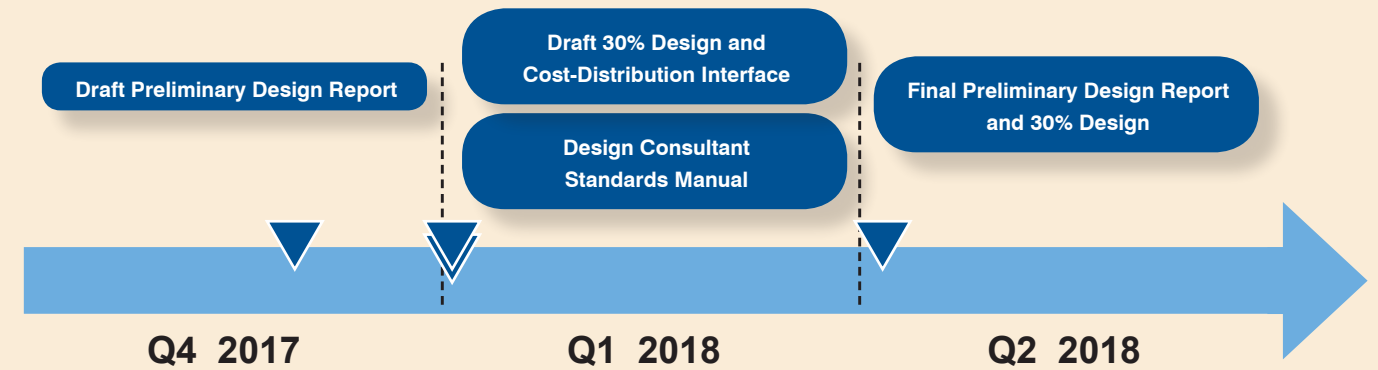 Draft Preliminary Design Report
Draft 30% Design and
Cost-Distribution Interface
Design Consultant
Standards Manual
Final Preliminary Design Report
and 30% Design
Q4 2017
Q1 2018
Q2 2018